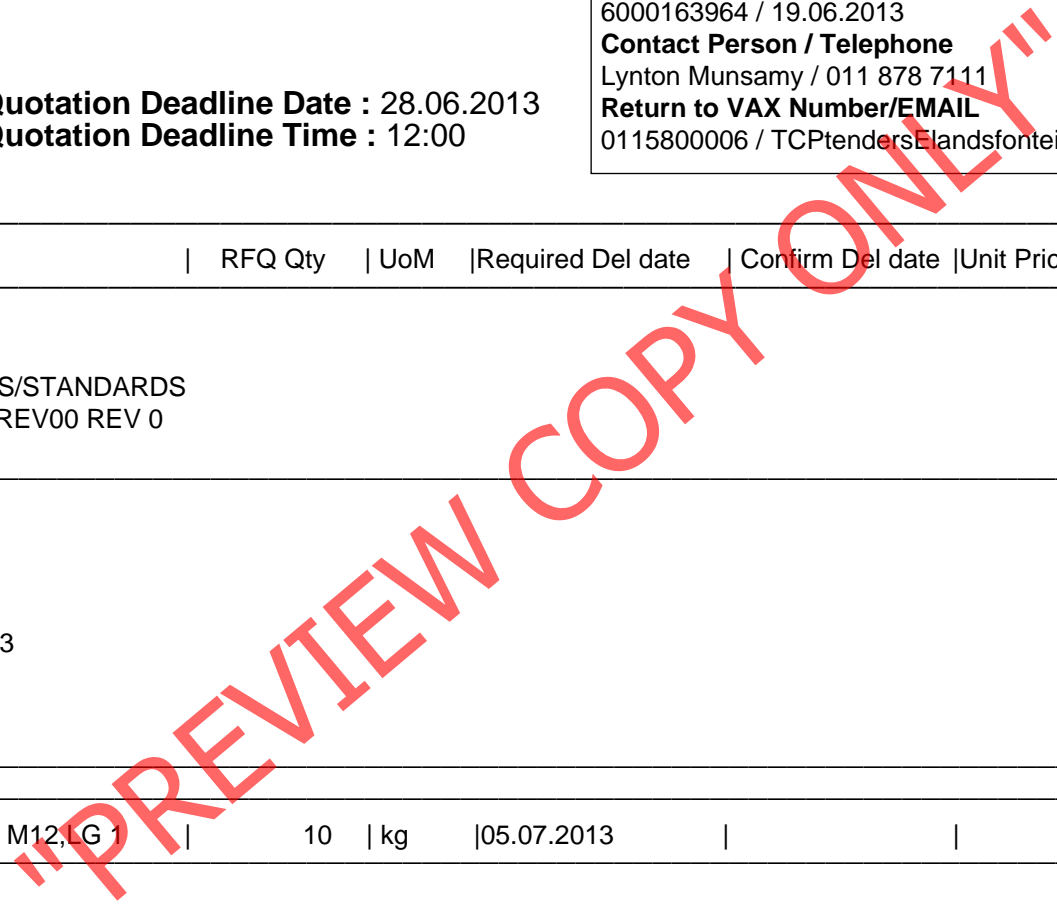 6000163964 / 19.06.2013
Contact Person / Telephone
Lynton Munsamy / 011 878 7111
Quotation Deadline Date : 28.06.2013
Return to VAX Number/EMAIL
Quotation Deadline Time : 12:00
0115800006 / TCPtendersElandsfontei
| RFQ Qty | UoM |Required Del date | Confirm Del date |Unit Pric
S/STANDARDS
REV00 REV 0
3
M12,LG 1 | 10 | kg |05.07.2013 | |
"PREVIEW COPY ONLY"